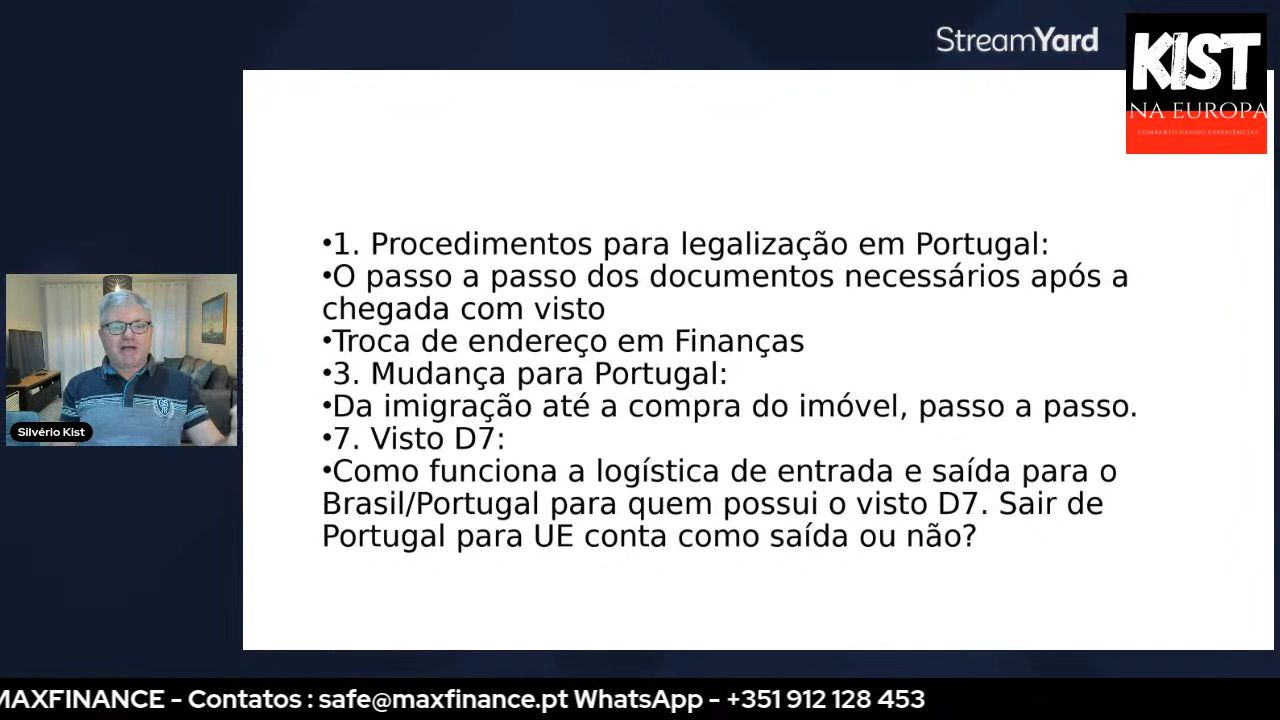 StreamYard
KIST
NA EUROPA
COMPARTILHANDO EXPERIÊNCIAS
•1. Procedimentos para legalização em Portugal:
•O passo a passo dos documentos necessários após a
chegada com visto
•Troca de endereço em Finanças
•3. Mudança para Portugal:
•Da imigração até a compra do imóvel, passo a passo.
•7. Visto D7:
•Como funciona a logística de entrada e saída para o
Brasil/Portugal para quem possui o visto D7. Sair de
Portugal para UE conta como saída ou não?
Silvério Kist
MAXFINANCE - Contatos : safe@maxfinance.pt WhatsApp - +351 912 128 453